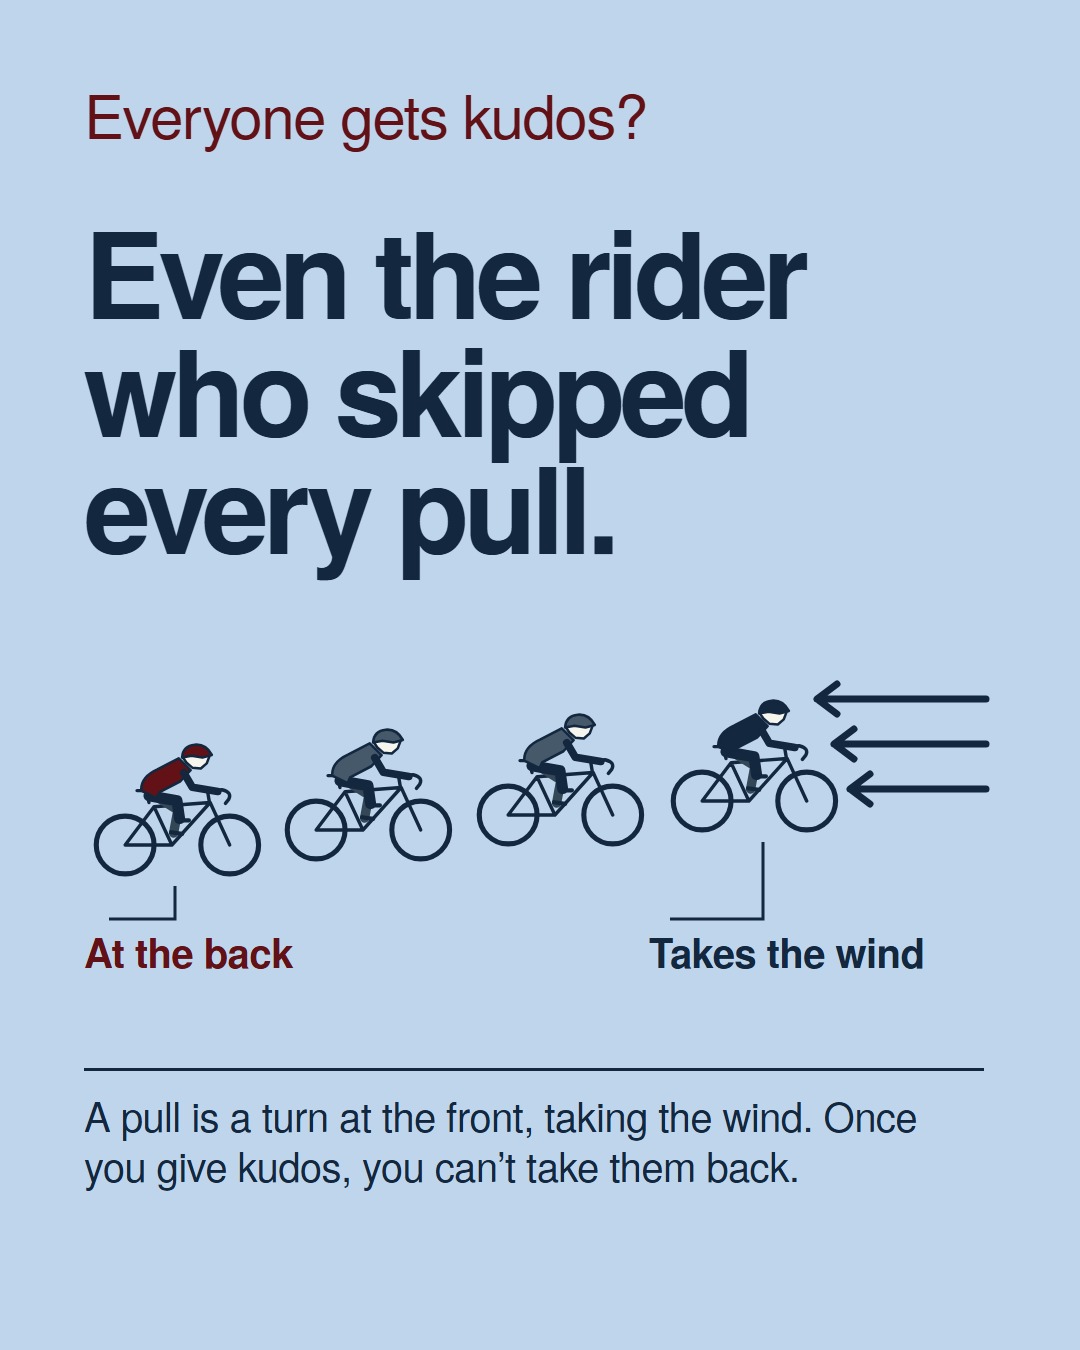 Everyone gets kudos?
Even the rider
who skipped
every pull.
At the back
Takes the wind
A pull is a turn at the front, taking the wind. Once
you give kudos, you can’t take them back.